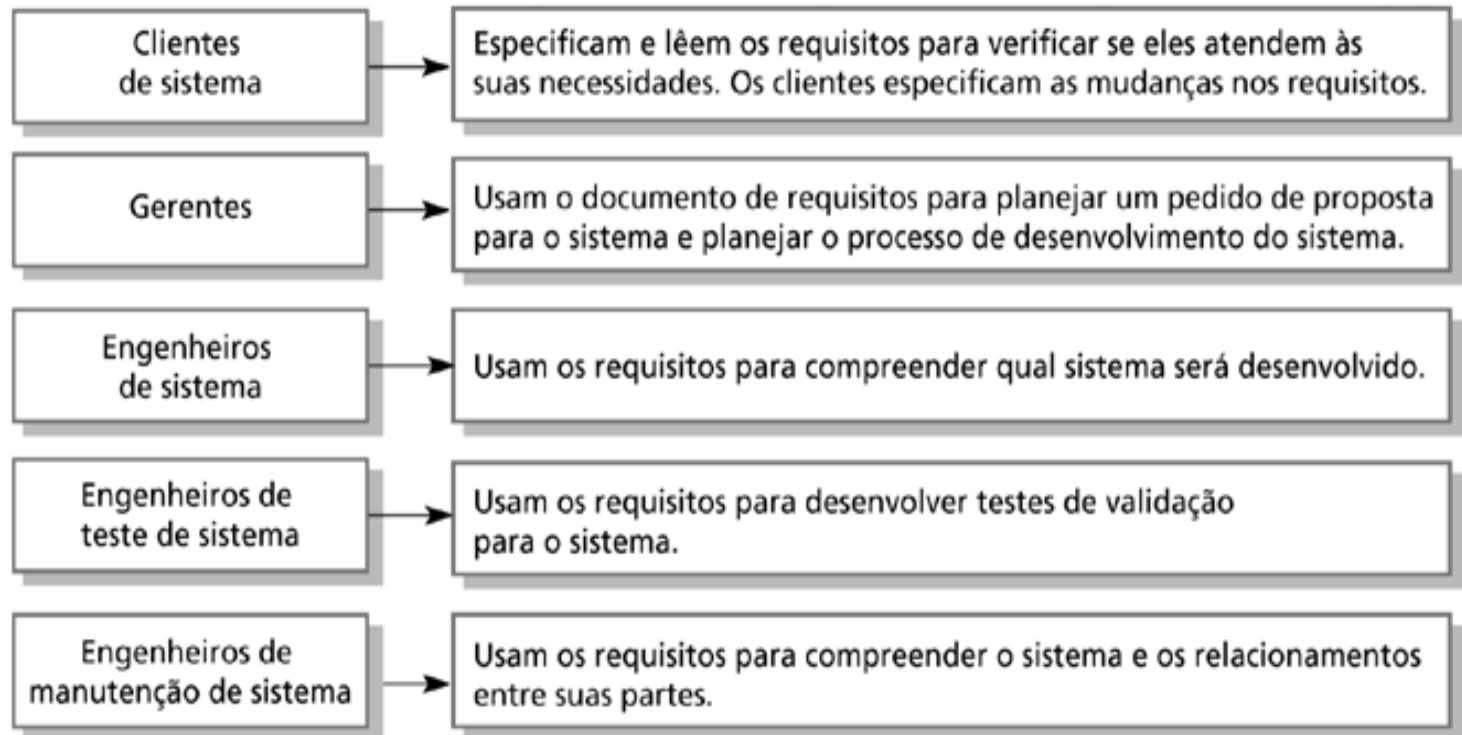 Clientes
de sistema
Especificam e lêem os requisitos para verificar se eles atendem às
suas necessidades. Os clientes especificam as mudanças nos requisitos.
Gerentes
Usam o documento de requisitos para planejar um pedido de proposta
para o sistema e planejar o processo de desenvolvimento do sistema.
Engenheiros
de sistema
Usam os requisitos para compreender qual sistema será desenvolvido.
Engenheiros de
teste de sistema
Usam os requisitos para desenvolver testes de validação
para o sistema.
Engenheiros de
manutenção de sistema
Usam os requisitos para compreender o sistema e os relacionamentos
entre suas partes.